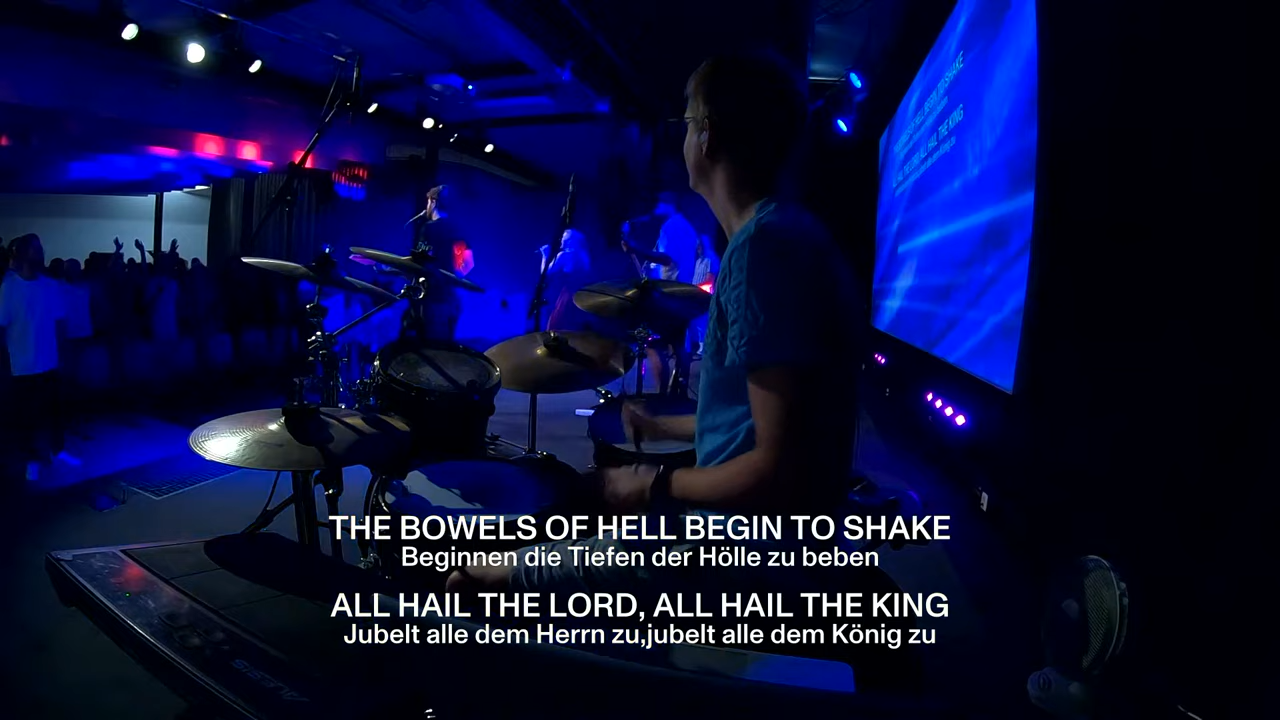 THE BOWELS OF HELL BEGIN TO SHAKE
Beginnen die Tiefen der Hölle zu beben
ALL HAIL THE LORD, ALL HAIL THE KING
Jubelt alle dem Herrn zu,jubelt alle dem König zu
ALESIS